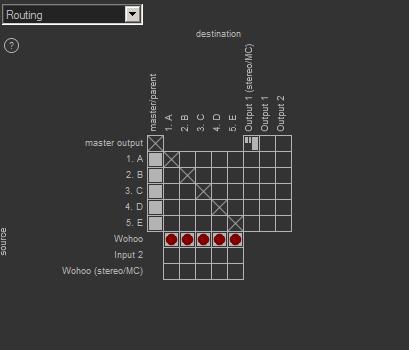 Routing
?
destination
master/parent
1. A
2. B
3. C
4. D
5. E
Output 1 (stereo/MC)
Output 1
Output 2
source
master output
1. A
2. B
3. C
4. D
5. E
Wohoo
Input 2
Wohoo (stereo/MC)